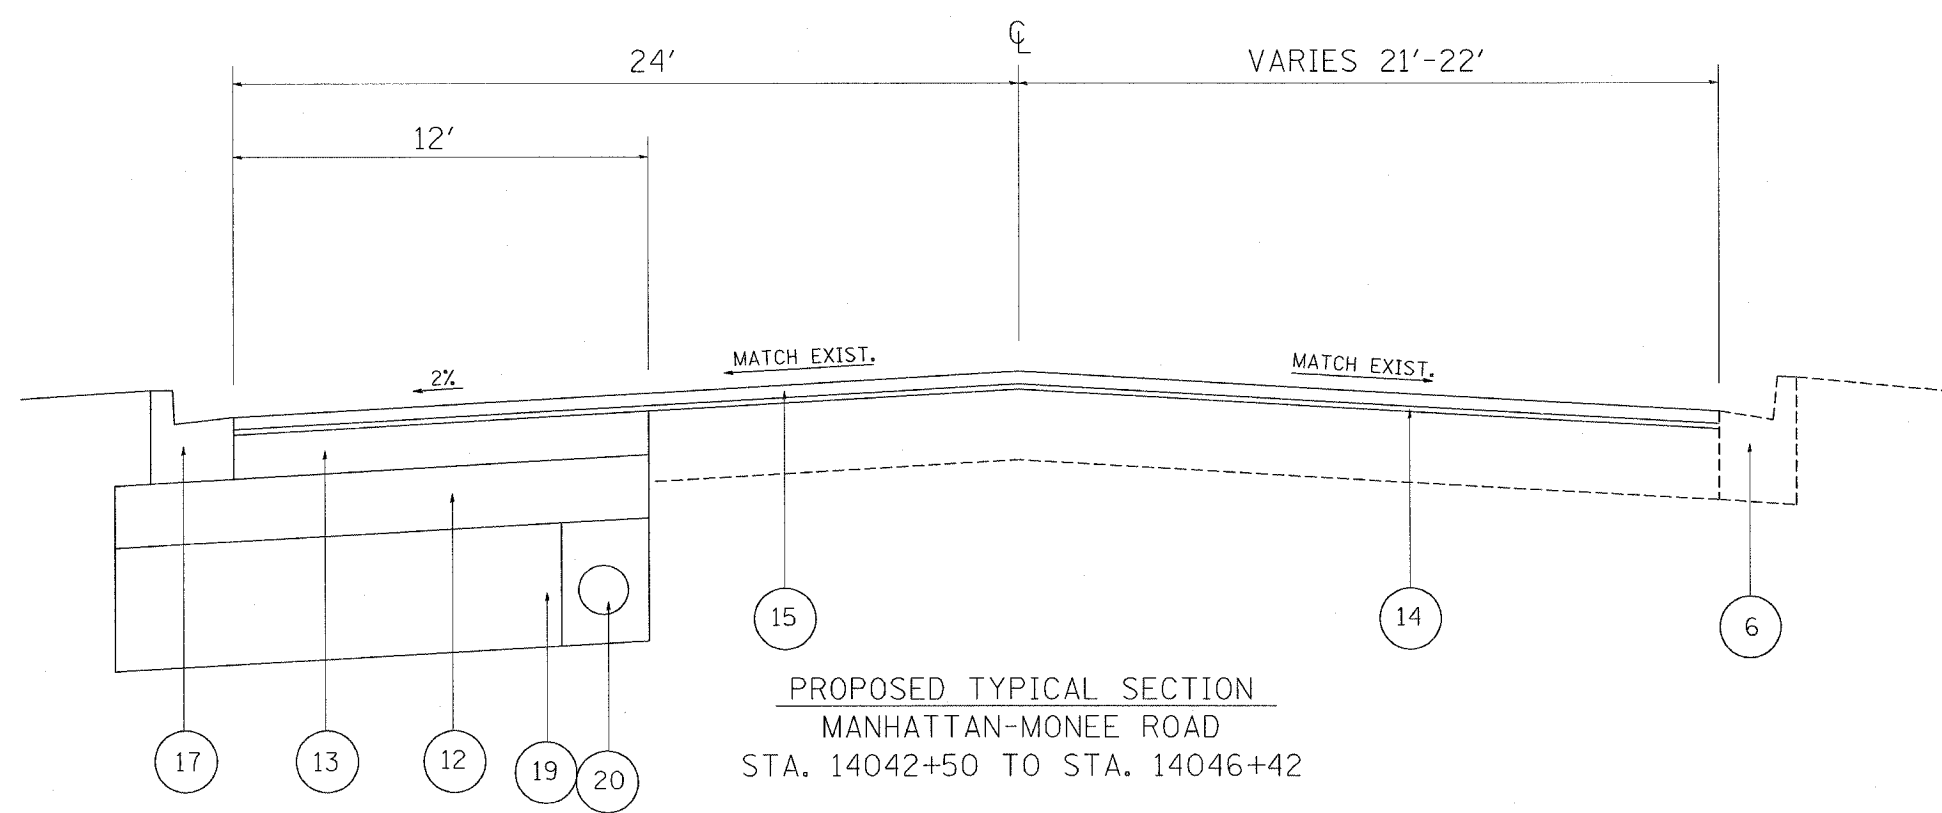 ℄
24'
VARIES 21'-22'
12'
2%
MATCH EXIST.
MATCH EXIST.
15
14
6
17
13
12
19
20
PROPOSED TYPICAL SECTION
MANHATTAN-MONEE ROAD
STA. 14042+50 TO STA. 14046+42